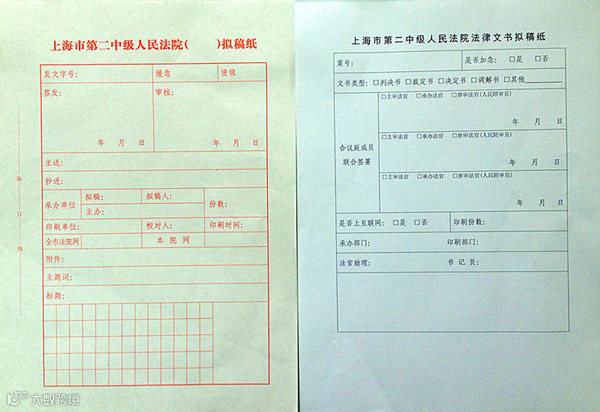 上海市第二中级人民法院( )拟稿纸
发文字号: 缓急 密级
签发: 审核:
年 月 日 年 月 日
主送:
抄送:
承办单位 拟稿: 拟稿人: 份数:
主办:
印刷单位: 校对人: 印刷时间:
全市法院网 本院网
附件:
主题词:
标题:
装
订
线
大数跨境
上海市第二中级人民法院法律文书拟稿纸
案号: 是否加急: □是 □否
文书类型: □判决书 □裁定书 □决定书 □调解书 □其他
合议庭成员
联合签署
□主审法官 □承办法官 □参审法官(人民陪审员)
年 月 日
□主审法官 □承办法官 □参审法官(人民陪审员)
年 月 日
□主审法官 □承办法官 □参审法官(人民陪审员)
年 月 日
是否上互联网: □是 □否 印刷份数:
承办部门: 印刷部门:
法官助理: 书记员: